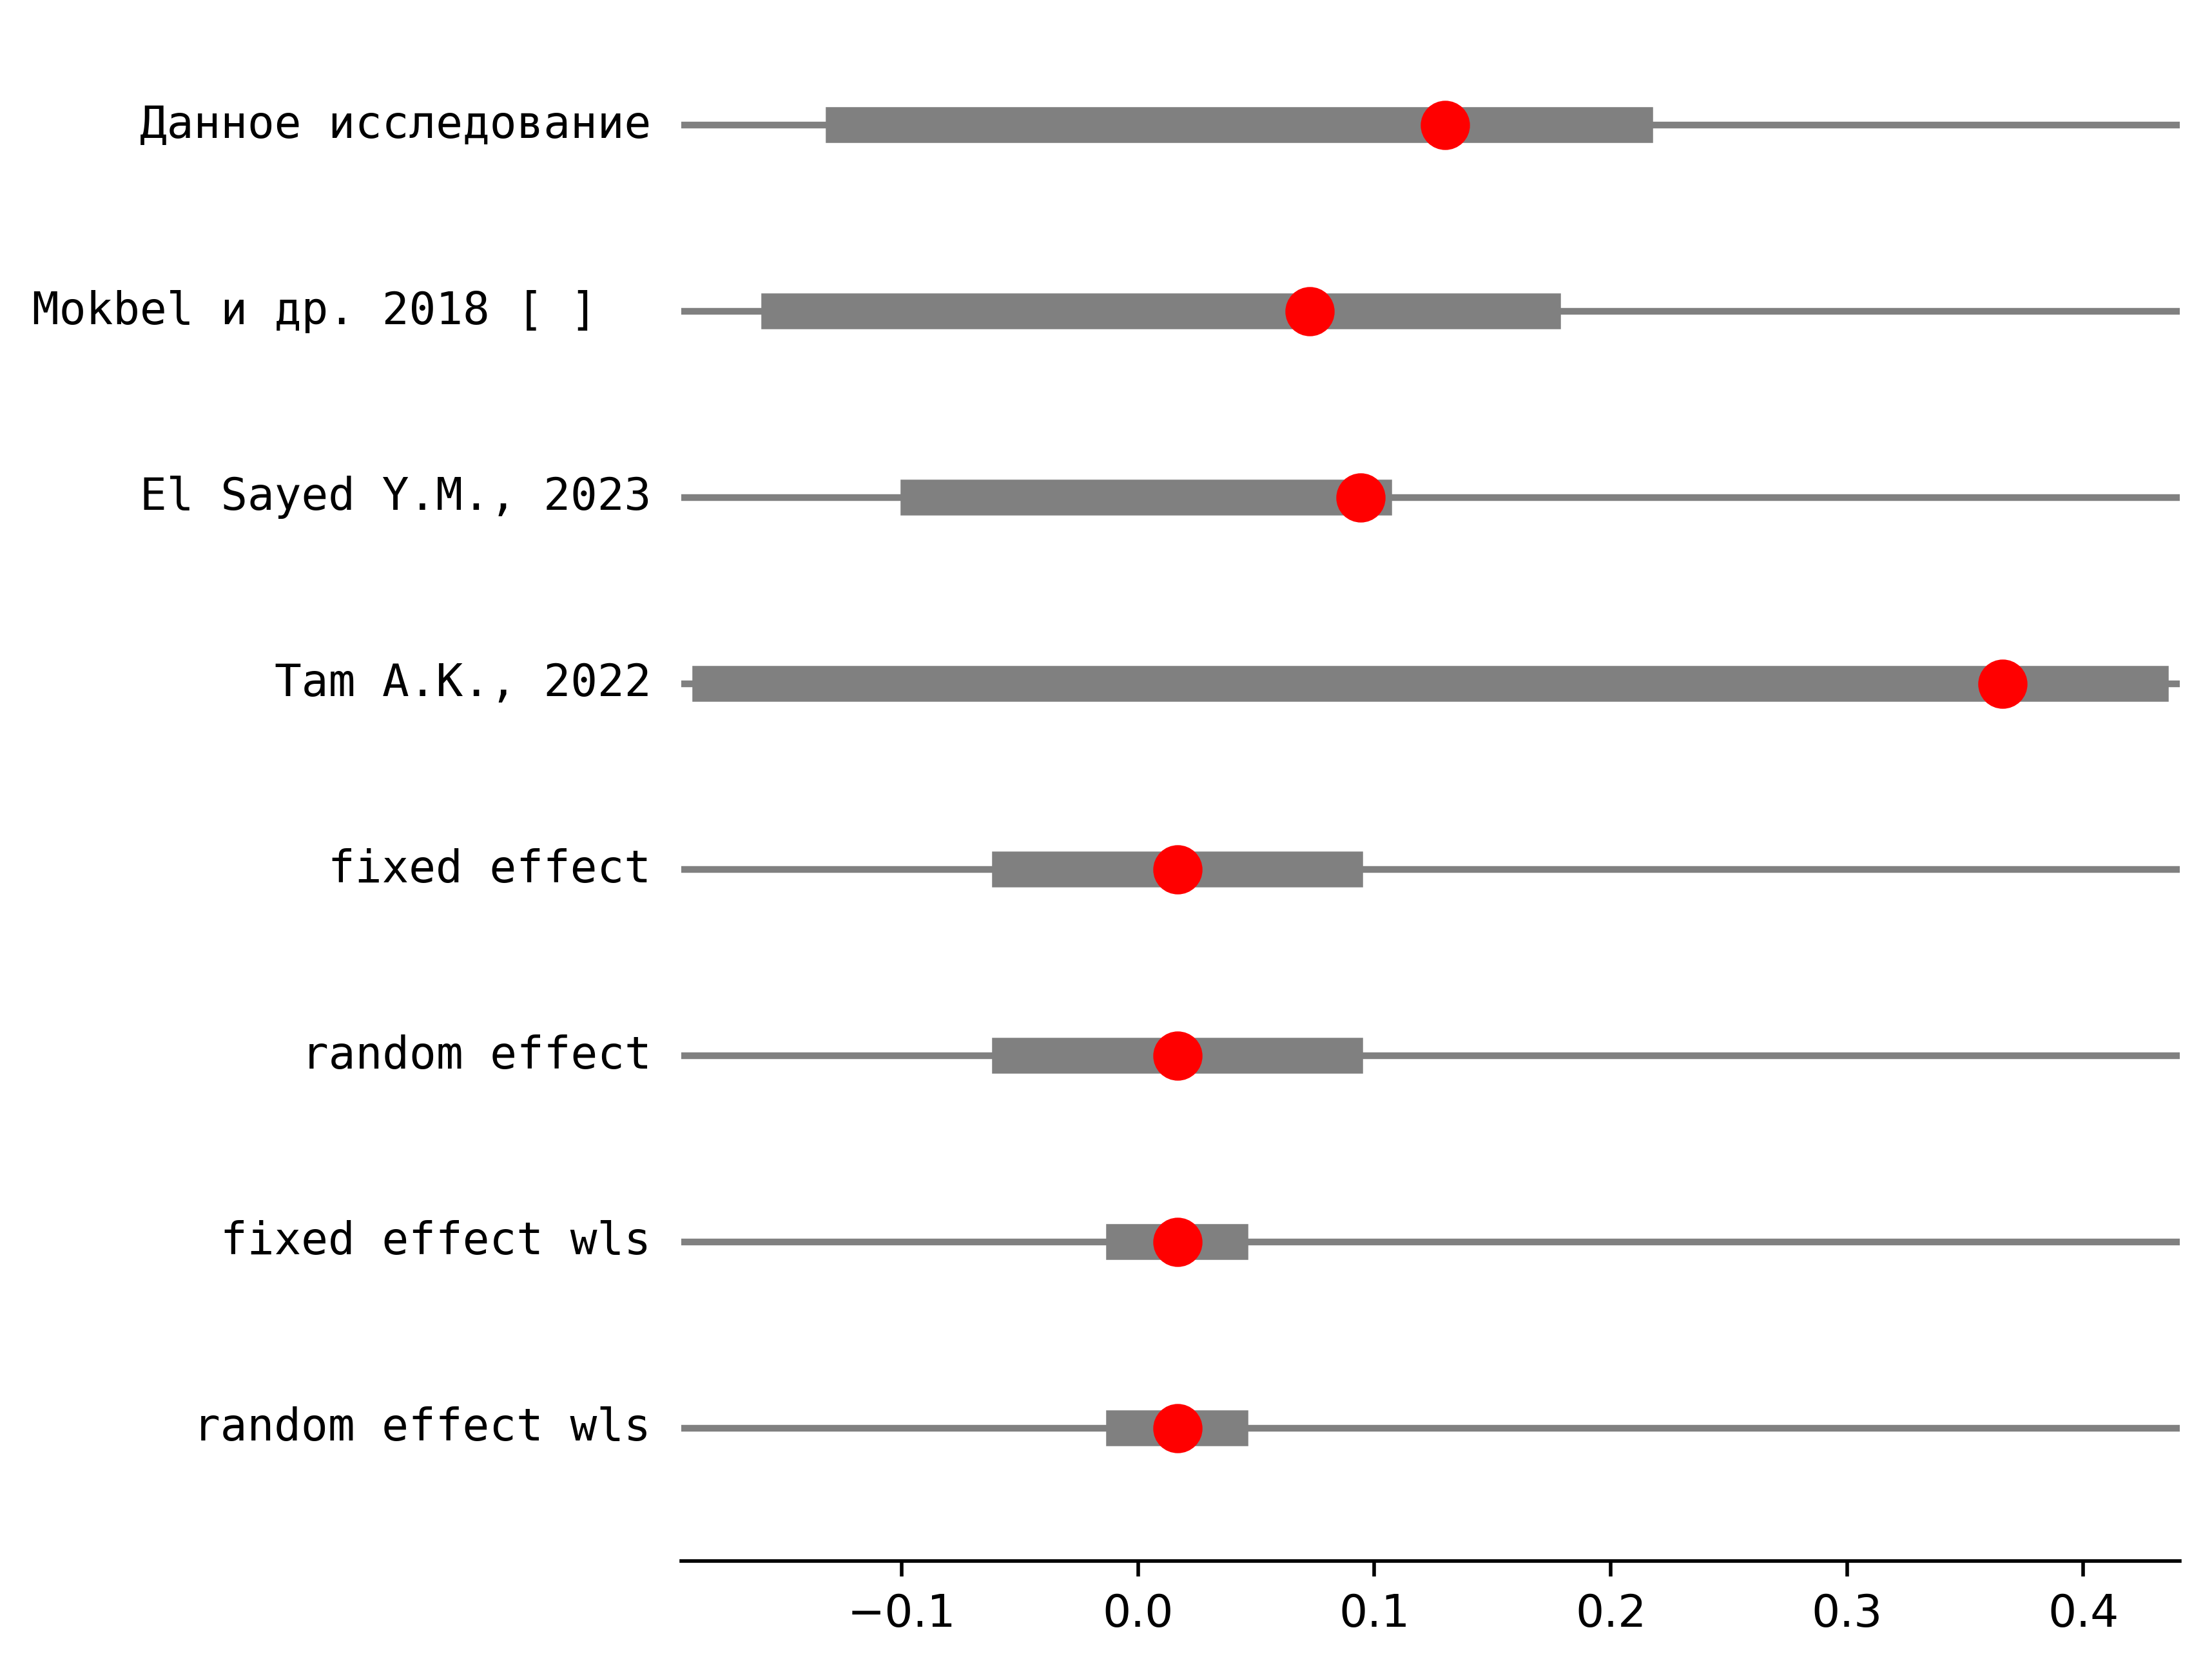 Данное исследование
Mokbel и др. 2018 [ ]
El Sayed Y.M., 2023
Tam A.K., 2022
fixed effect
random effect
fixed effect wls
random effect wls
−0.1 0.0 0.1 0.2 0.3 0.4